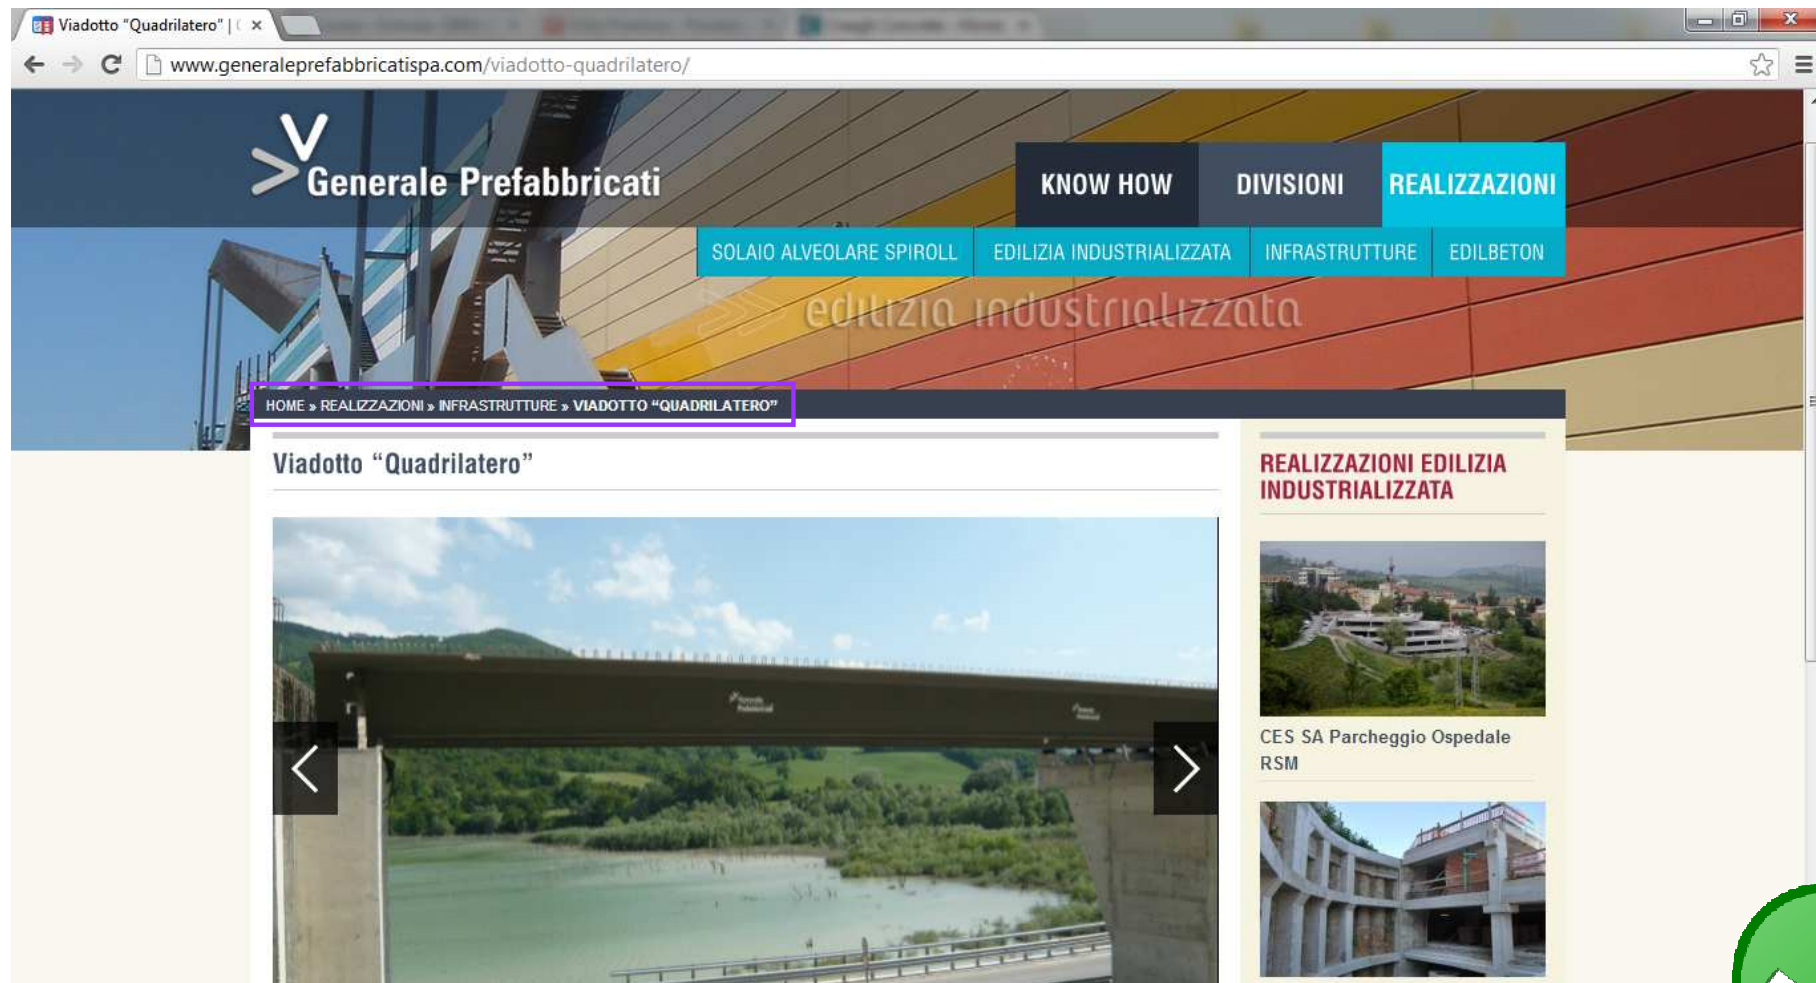 Viadotto "Quadrilatero" |
www.generaleprefabbricatispa.com/viadotto-quadrilatero/
Generale Prefabbricati
KNOW HOW
DIVISIONI
REALIZZAZIONI
SOLAIO ALVEOLARE SPIROLL
EDILIZIA INDUSTRIALIZZATA
INFRASTRUTTURE
EDILBETON
edilizia industrializzata
HOME » REALIZZAZIONI » INFRASTRUTTURE » VIADOTTO “QUADRILATERO”
Viadotto “Quadrilatero”
REALIZZAZIONI EDILIZIA
INDUSTRIALIZZATA
CES SA Parcheggio Ospedale
RSM